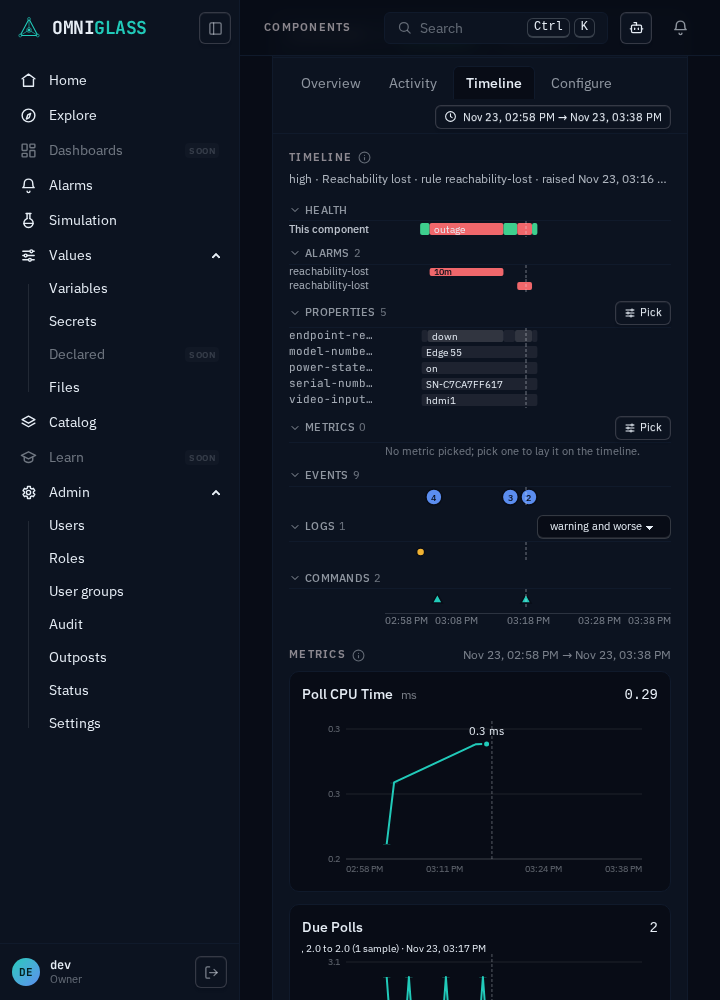 OMNIGLASS
COMPONENTS
Search
Ctrl K
Home
Explore
Dashboards SOON
Alarms
Simulation
Values
Variables
Secrets
Declared SOON
Files
Catalog
Learn SOON
Admin
Users
Roles
User groups
Audit
Outposts
Status
Settings
DE
dev
Owner
Overview Activity Timeline Configure
Nov 23, 02:58 PM → Nov 23, 03:38 PM
TIMELINE
high · Reachability lost · rule reachability-lost · raised Nov 23, 03:16 ...
HEALTH
This component outage
ALARMS 2
reachability-lost 10m
reachability-lost
PROPERTIES 5 Pick
endpoint-re… down
model-numbe… Edge 55
power-state… on
serial-numb… SN-C7CA7FF617
video-input… hdmi1
METRICS 0 Pick
No metric picked; pick one to lay it on the timeline.
EVENTS 9
4 3 2
LOGS 1 warning and worse
COMMANDS 2
02:58 PM 03:08 PM 03:18 PM 03:28 PM 03:38 PM
METRICS Nov 23, 02:58 PM → Nov 23, 03:38 PM
Poll CPU Time ms 0.29
0.3 ms
0.3
0.3
0.2
02:58 PM 03:11 PM 03:24 PM 03:38 PM
Due Polls 2
, 2.0 to 2.0 (1 sample) · Nov 23, 03:17 PM
3.1